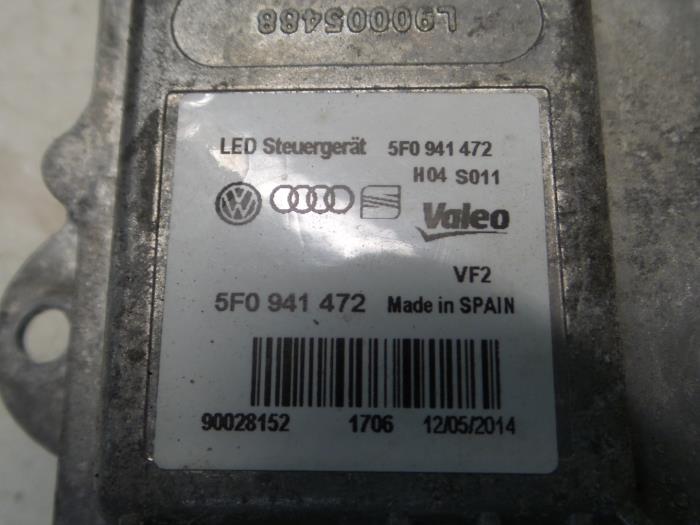 L90005488
LED Steuergerät 5F0 941 472
H04 S011
Valeo
VF2
5F0 941 472 Made in SPAIN
90028152 1706 12/05/2014